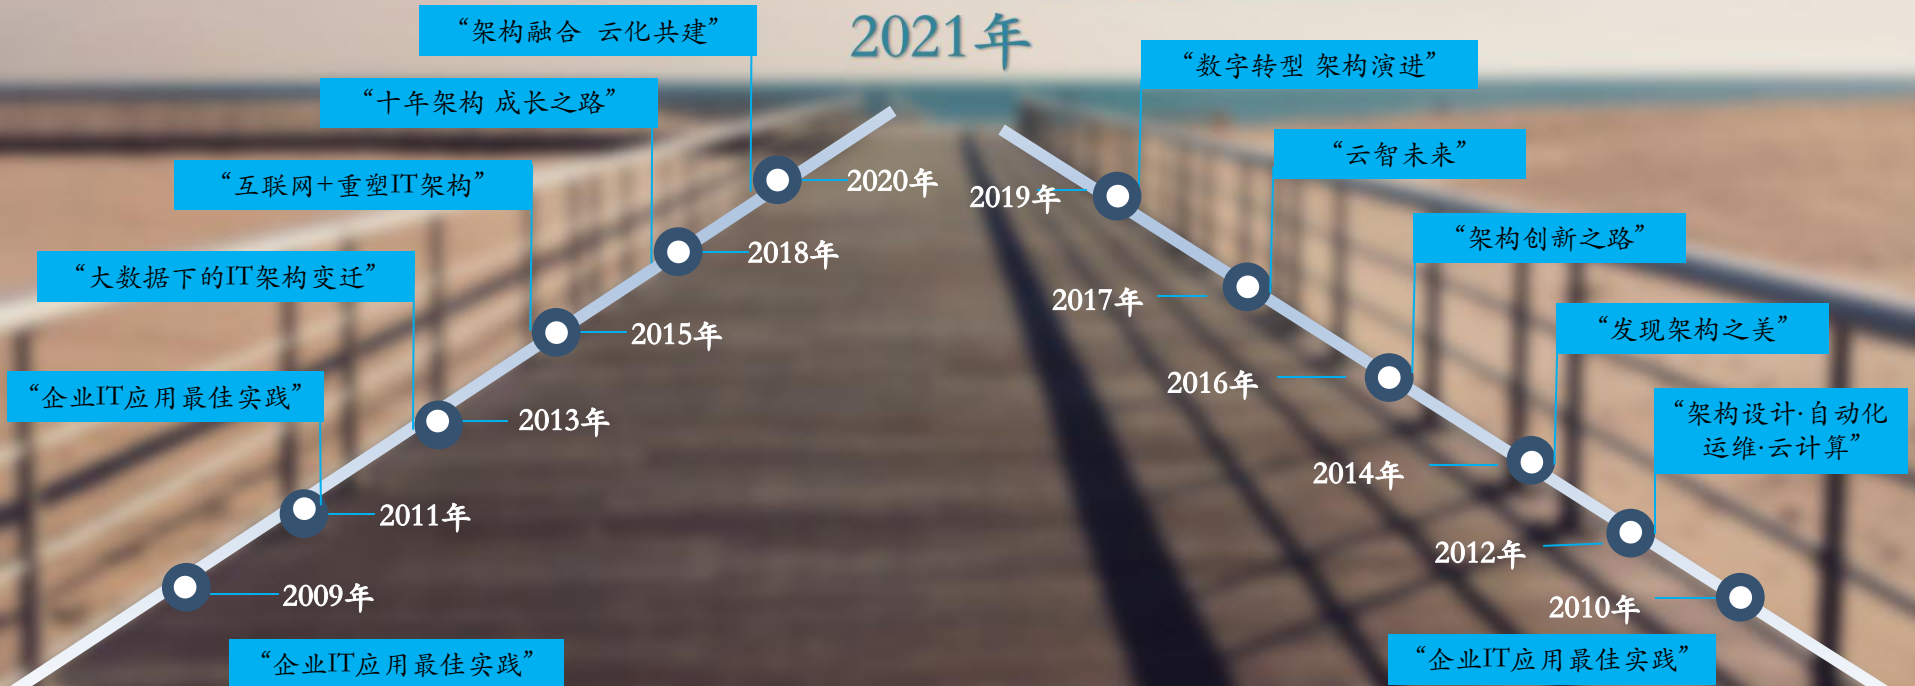 2021年
“架构融合 云化共建”
2020年
“十年架构 成长之路”
2018年
“互联网+重塑IT架构”
2015年
“大数据下的IT架构变迁”
2013年
“企业IT应用最佳实践”
2011年
2009年
“企业IT应用最佳实践”
“数字转型 架构演进”
2019年
“云智未来”
2017年
“架构创新之路”
2016年
“发现架构之美”
2014年
“架构设计·自动化
运维·云计算”
2012年
2010年
“企业IT应用最佳实践”